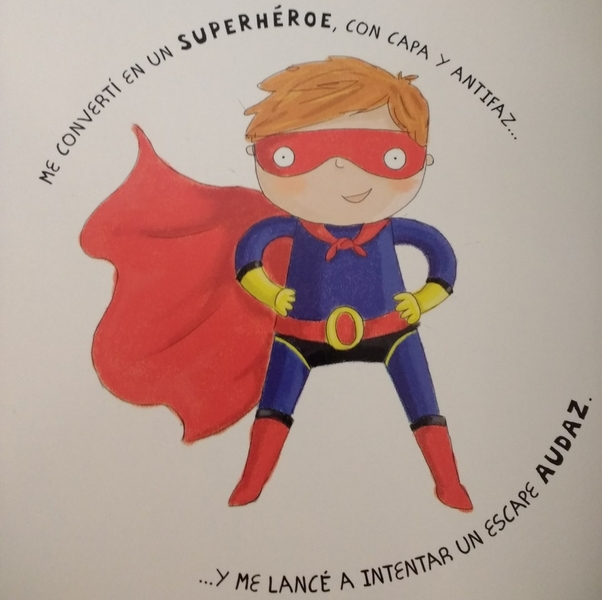 ME CONVERTÍ EN UN SUPERHÉROE, CON CAPA Y ANTIFAZ...
O
...Y ME LANCÉ A INTENTAR UN ESCAPE AUDAZ.